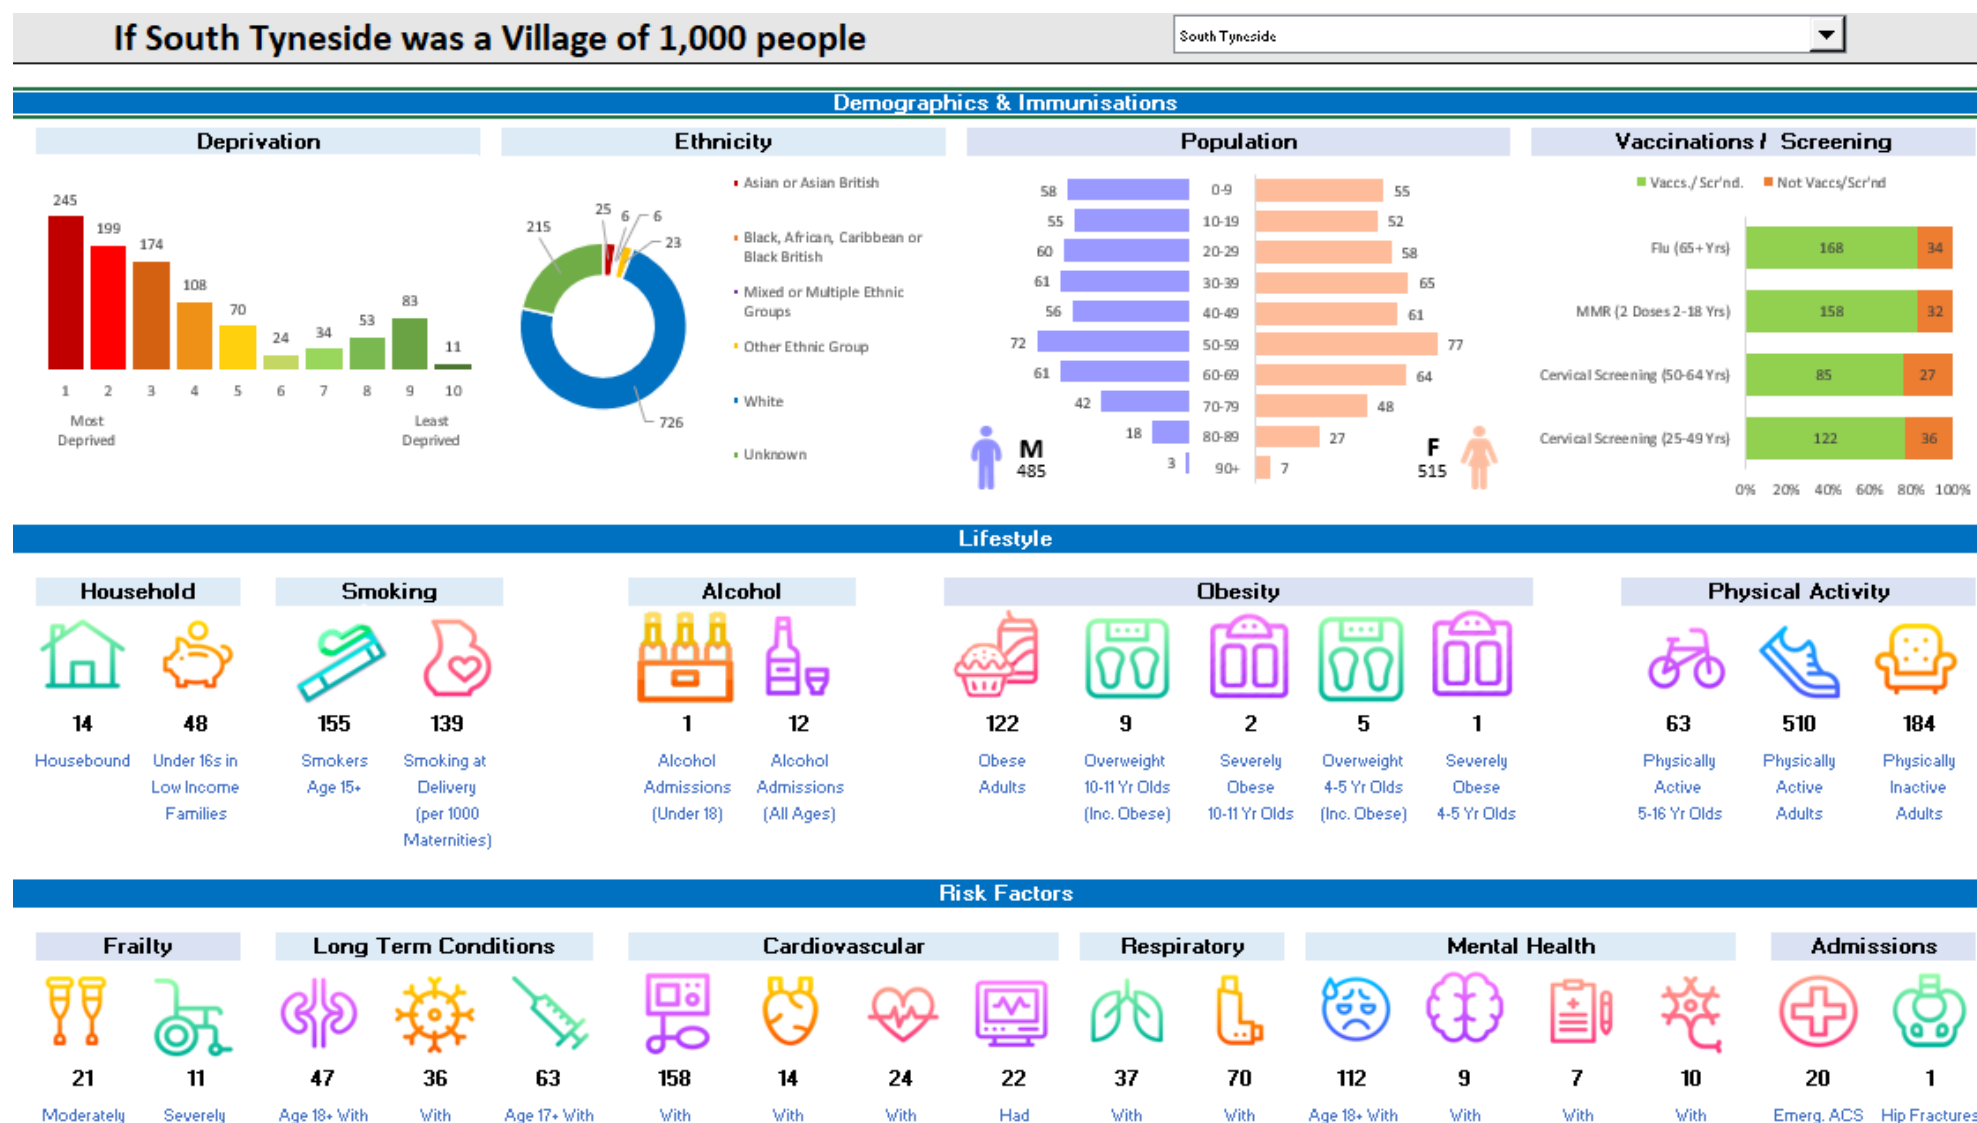 If South Tyneside was a Village of 1,000 people
South Tyneside
Demographics & Immunisations
Deprivation
245
199
174
108
70
24
34
53
83
11
1 2 3 4 5 6 7 8 9 10
Most
Deprived
Least
Deprived
Ethnicity
215
25
6
6
23
726
Asian or Asian British
Black, African, Caribbean or
Black British
Mixed or Multiple Ethnic
Groups
Other Ethnic Group
White
Unknown
Population
58 0-9 55
55 10-19 52
60 20-29 58
61 30-39 65
56 40-49 61
72 50-59 77
61 60-69 64
42 70-79 48
18 80-89 27
3 90+ 7
M
485
F
515
Vaccinations / Screening
Vaccs./ Scr'nd. Not Vaccs/Scr'nd
Flu (65+ Yrs) 168 34
MMR (2 Doses 2-18 Yrs) 158 32
Cervical Screening (50-64 Yrs) 85 27
Cervical Screening (25-49 Yrs) 122 36
0% 20% 40% 60% 80% 100%
Lifestyle
Household
14
Housebound
48
Under 16s in
Low Income
Families
Smoking
155
Smokers
Age 15+
139
Smoking at
Delivery
(per 1000
Maternities)
Alcohol
1
Alcohol
Admissions
(Under 18)
12
Alcohol
Admissions
(All Ages)
Obesity
122
Obese
Adults
9
Overweight
10-11 Yr Olds
(Inc. Obese)
2
Severely
Obese
10-11 Yr Olds
5
Overweight
4-5 Yr Olds
(Inc. Obese)
1
Severely
Obese
4-5 Yr Olds
Physical Activity
63
Physically
Active
5-16 Yr Olds
510
Physically
Active
Adults
184
Physically
Inactive
Adults
Risk Factors
Frailty
21
Moderately
11
Severely
Long Term Conditions
47
Age 18+ With
36
With
63
Age 17+ With
Cardiovascular
158
With
14
With
24
With
22
Had
Respiratory
37
With
70
With
Mental Health
112
Age 18+ With
9
With
7
With
10
With
Admissions
20
Emerg. ACS
1
Hip Fractures